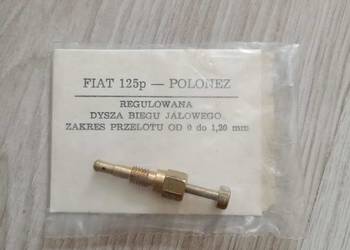 FIAT 125p — POLONEZ
REGULOWANA
DYSZA BIEGU JAŁOWEGO
ZAKRES PRZELOTU OD 0 do 1,20 mm